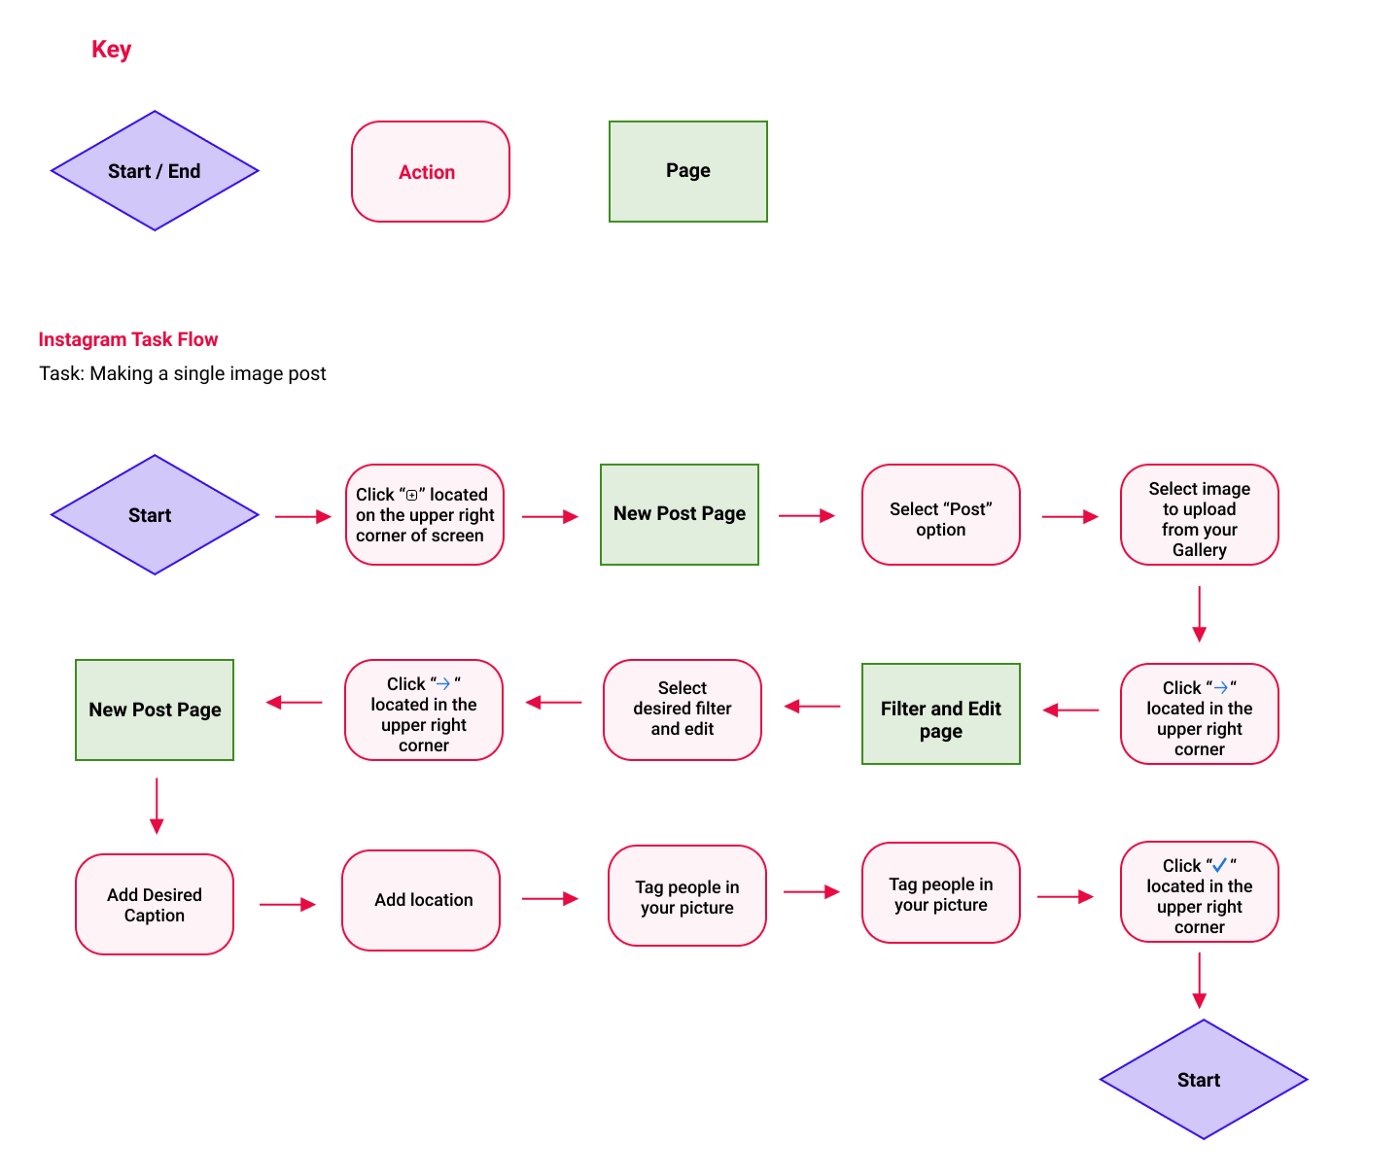 Key
Start / End
Action
Page
Instagram Task Flow
Task: Making a single image post
Start
Click “⊞” located
on the upper right
corner of screen
New Post Page
Select “Post”
option
Select image
to upload
from your
Gallery
Click “→“
located in the
upper right
corner
Filter and Edit
page
Select
desired filter
and edit
Click “→ “
located in the
upper right
corner
New Post Page
Add Desired
Caption
Add location
Tag people in
your picture
Tag people in
your picture
Click “✓ “
located in the
upper right
corner
Start